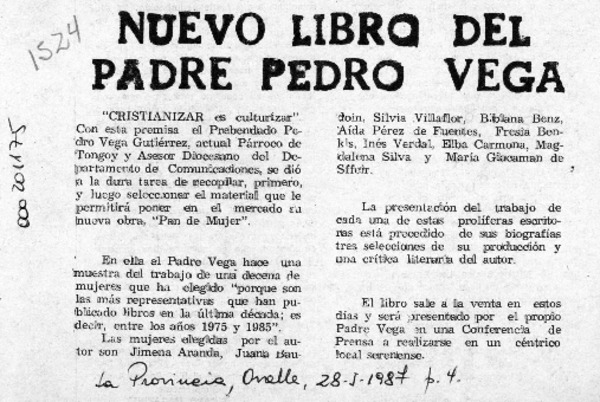 1524
NUEVO LIBRO DEL
PADRE PEDRO VEGA
000 201175
"CRISTIANIZAR es culturizar"
Con esta premisa el Prabendado Pe-
dro Vega Gutiérrez, actual Párroco de
Tongoy y Asesor Diocesano del De-
partamento de Comunicaciones, se dió
a la dura tarea de recopilar, primero,
y luego seleccionar el material que le
permitirá poner en el mercado su
nueva obra, "Pan de Mujer".
En ella el Padre Vega hace una
muestra del trabajo de una decena de
mujeres que ha elegido "porque son
las más representativas que han pu-
blicado libros en la última década; es
decir, entre los años 1975 y 1985".
Las mujeres elegidas por el au-
tor son Jimena Aranda, Juana Bau-
doin, Silvia Villaflor, Bibiana Benz,
Aída Pérez de Fuentes, Fresia Ben-
kis, Inés Verdal, Elba Carmona, Mag-
dalena Silva y María Giacaman de
Sffeir.
La presentación del trabajo de
cada una de estas prolíferas escrito-
ras está precedido de sus biografías
tres selecciones de su producción y
una crítica literaria del autor.
El libro sale a la venta en estos
días y será presentado por el propio
Padre Vega en una Conferencia de
Prensa a realizarse en un céntrico
local serenense.
La Provincia, Ovalle, 28-I-1987 p. 4.